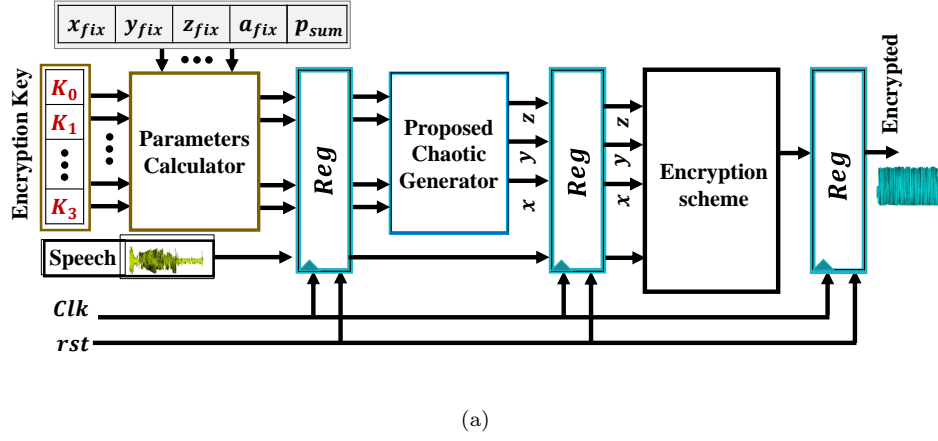 x_fix y_fix z_fix a_fix p_sum
Encryption Key
K_0
K_1
K_3
Parameters
Calculator
Reg
Proposed
Chaotic
Generator
z
y
x
Reg
z
y
x
Encryption
scheme
Reg
Encrypted
Speech
Clk
rst
(a)